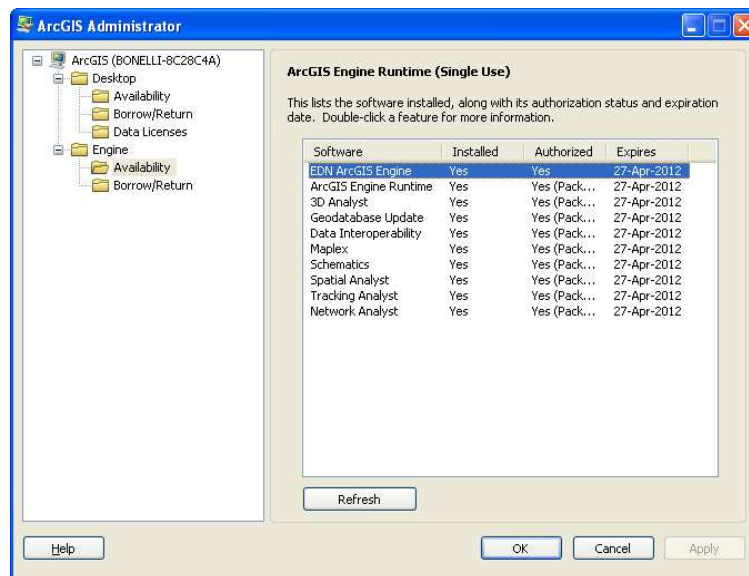 ArcGIS Administrator
ArcGIS (BONELLI-8C28C4A)
Desktop
Availability
Borrow/Return
Data Licenses
Engine
Availability
Borrow/Return
ArcGIS Engine Runtime (Single Use)
This lists the software installed, along with its authorization status and expiration
date. Double-click a feature for more information.
Software Installed Authorized Expires
EDN ArcGIS Engine Yes Yes 27-Apr-2012
ArcGIS Engine Runtime Yes Yes (Pack... 27-Apr-2012
3D Analyst Yes Yes (Pack... 27-Apr-2012
Geodatabase Update Yes Yes (Pack... 27-Apr-2012
Data Interoperability Yes Yes (Pack... 27-Apr-2012
Maplex Yes Yes (Pack... 27-Apr-2012
Schematics Yes Yes (Pack... 27-Apr-2012
Spatial Analyst Yes Yes (Pack... 27-Apr-2012
Tracking Analyst Yes Yes (Pack... 27-Apr-2012
Network Analyst Yes Yes (Pack... 27-Apr-2012
Refresh
Help OK Cancel Apply